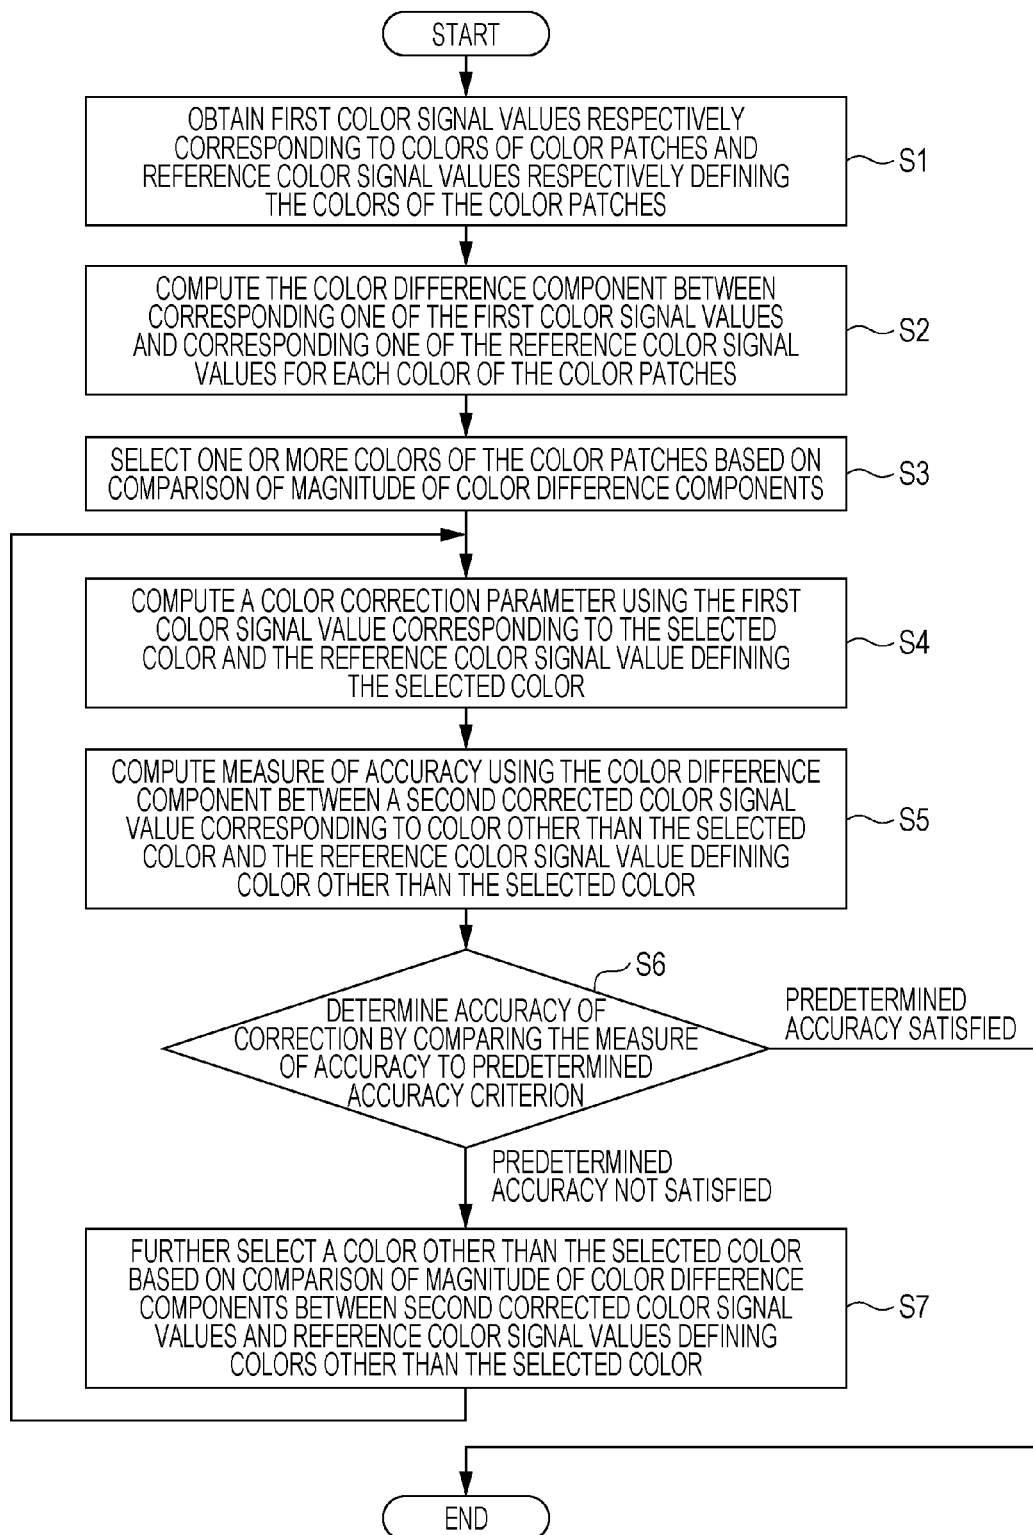 START
OBTAIN FIRST COLOR SIGNAL VALUES RESPECTIVELY
CORRESPONDING TO COLORS OF COLOR PATCHES AND
REFERENCE COLOR SIGNAL VALUES RESPECTIVELY DEFINING
THE COLORS OF THE COLOR PATCHES
S1
COMPUTE THE COLOR DIFFERENCE COMPONENT BETWEEN
CORRESPONDING ONE OF THE FIRST COLOR SIGNAL VALUES
AND CORRESPONDING ONE OF THE REFERENCE COLOR SIGNAL
VALUES FOR EACH COLOR OF THE COLOR PATCHES
S2
SELECT ONE OR MORE COLORS OF THE COLOR PATCHES BASED ON
COMPARISON OF MAGNITUDE OF COLOR DIFFERENCE COMPONENTS
S3
COMPUTE A COLOR CORRECTION PARAMETER USING THE FIRST
COLOR SIGNAL VALUE CORRESPONDING TO THE SELECTED
COLOR AND THE REFERENCE COLOR SIGNAL VALUE DEFINING
THE SELECTED COLOR
S4
COMPUTE MEASURE OF ACCURACY USING THE COLOR DIFFERENCE
COMPONENT BETWEEN A SECOND CORRECTED COLOR SIGNAL
VALUE CORRESPONDING TO COLOR OTHER THAN THE SELECTED
COLOR AND THE REFERENCE COLOR SIGNAL VALUE DEFINING
COLOR OTHER THAN THE SELECTED COLOR
S5
S6
DETERMINE ACCURACY OF
CORRECTION BY COMPARING THE MEASURE
OF ACCURACY TO PREDETERMINED
ACCURACY CRITERION
PREDETERMINED
ACCURACY SATISFIED
PREDETERMINED
ACCURACY NOT SATISFIED
FURTHER SELECT A COLOR OTHER THAN THE SELECTED COLOR
BASED ON COMPARISON OF MAGNITUDE OF COLOR DIFFERENCE
COMPONENTS BETWEEN SECOND CORRECTED COLOR SIGNAL
VALUES AND REFERENCE COLOR SIGNAL VALUES DEFINING
COLORS OTHER THAN THE SELECTED COLOR
S7
END